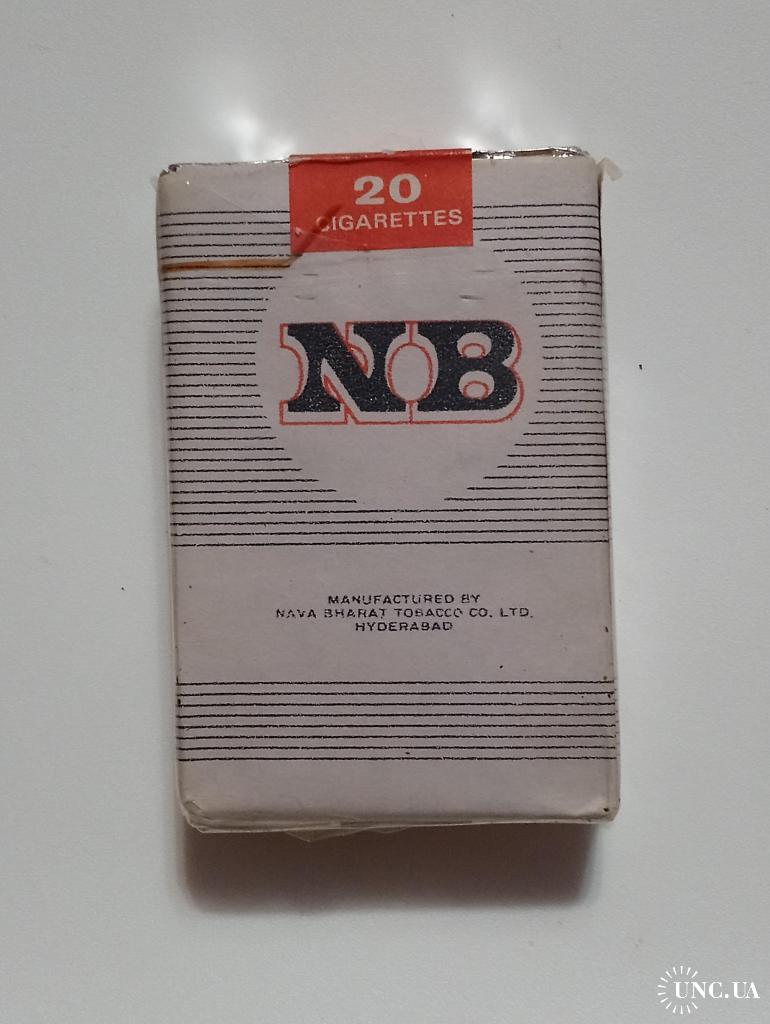 20
CIGARETTES
NB
MANUFACTURED BY
NAVA BHARAT TOBACCO CO. LTD.
HYDERABAD
UNC.UA